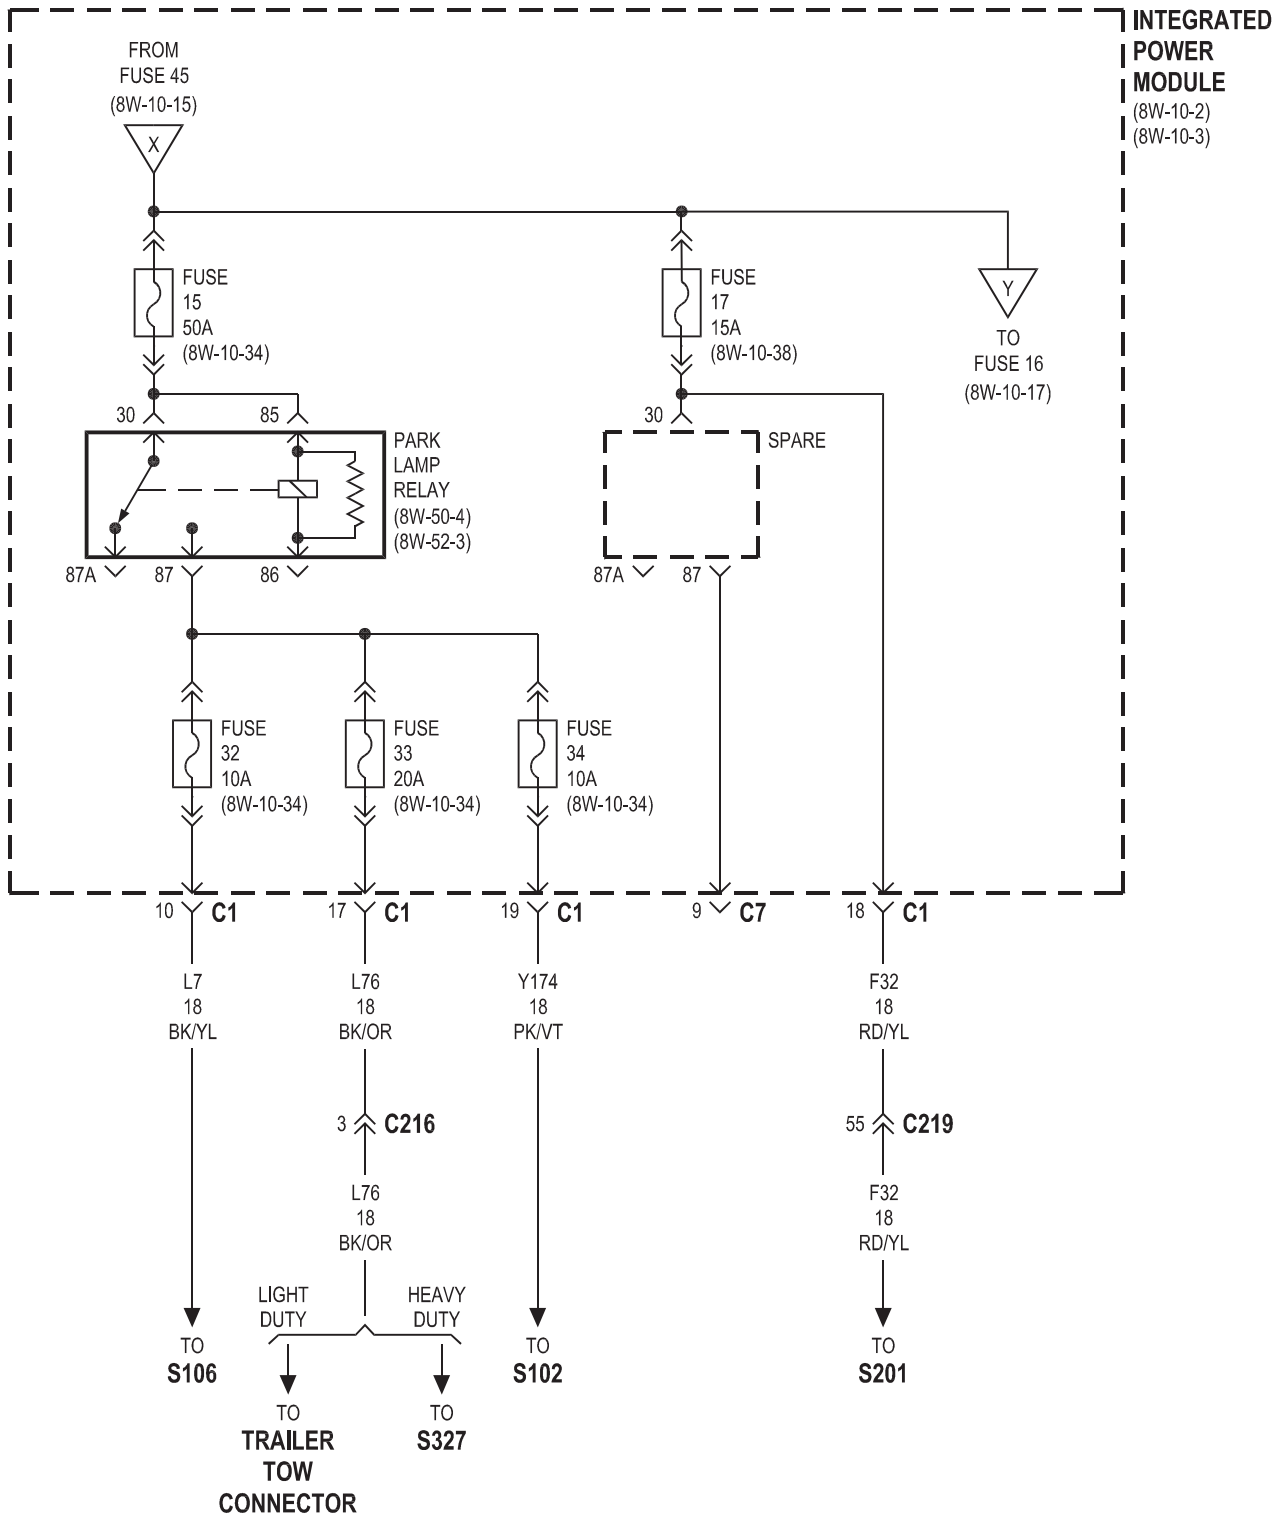 INTEGRATED
POWER
MODULE
(8W-10-2)
(8W-10-3)
FROM
FUSE 45
(8W-10-15)
X
FUSE
15
50A
(8W-10-34)
FUSE
17
15A
(8W-10-38)
Y
TO
FUSE 16
(8W-10-17)
30
85
PARK
LAMP
RELAY
(8W-50-4)
(8W-52-3)
87A
87
86
30
SPARE
87A
87
FUSE
32
10A
(8W-10-34)
FUSE
33
20A
(8W-10-34)
FUSE
34
10A
(8W-10-34)
10 C1
17 C1
19 C1
9 C7
18 C1
L7
18
BK/YL
L76
18
BK/OR
Y174
18
PK/VT
F32
18
RD/YL
3 C216
55 C219
L76
18
BK/OR
F32
18
RD/YL
LIGHT
DUTY
HEAVY
DUTY
TO
S106
TO
S102
TO
S201
TO
TRAILER
TOW
CONNECTOR
TO
S327